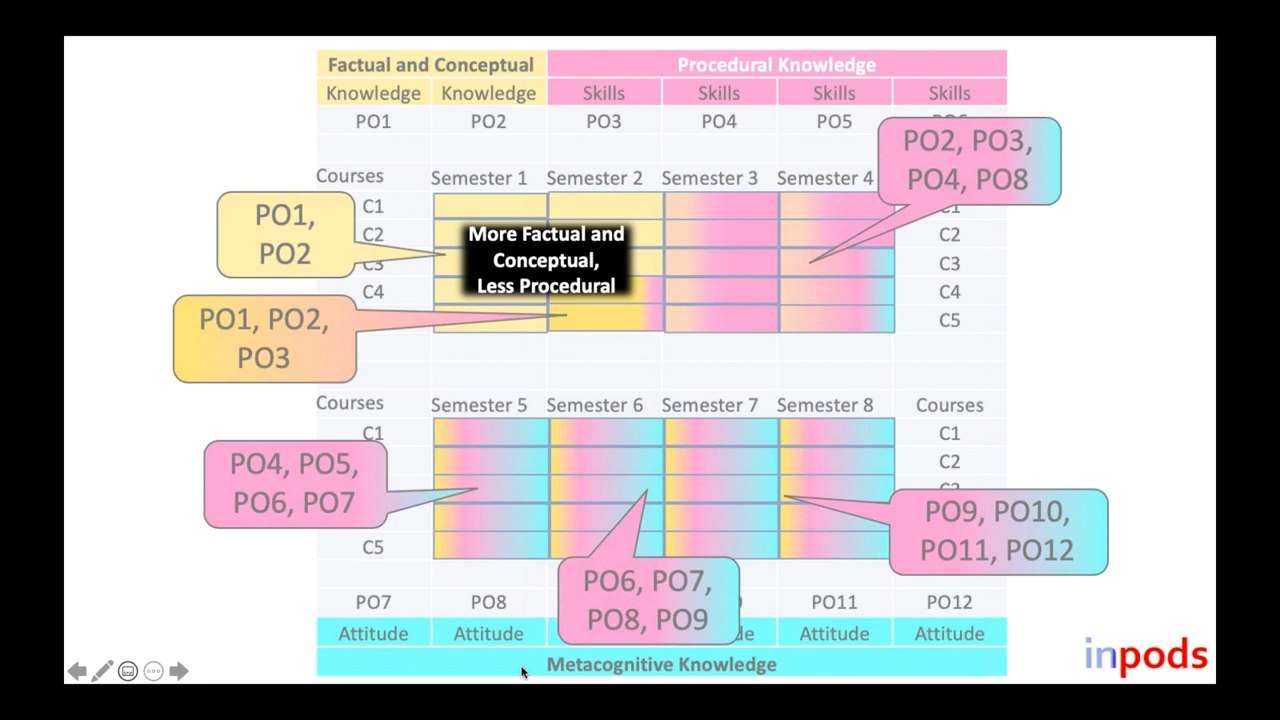 Factual and Conceptual
Procedural Knowledge
Knowledge
Knowledge
Skills
Skills
Skills
Skills
PO1
PO2
PO3
PO4
PO5
PO2, PO3,
PO4, PO8
Courses
Semester 1
Semester 2
Semester 3
Semester 4
PO1,
PO2
C1
C2
C3
C4
More Factual and
Conceptual,
Less Procedural
C1
C2
C3
C4
C5
PO1, PO2,
PO3
Courses
Semester 5
Semester 6
Semester 7
Semester 8
Courses
C1
C1
C2
PO4, PO5,
PO6, PO7
C5
PO9, PO10,
PO11, PO12
PO6, PO7,
PO8, PO9
PO7
PO8
PO11
PO12
Attitude
Attitude
Attitude
Attitude
Metacognitive Knowledge
inpods